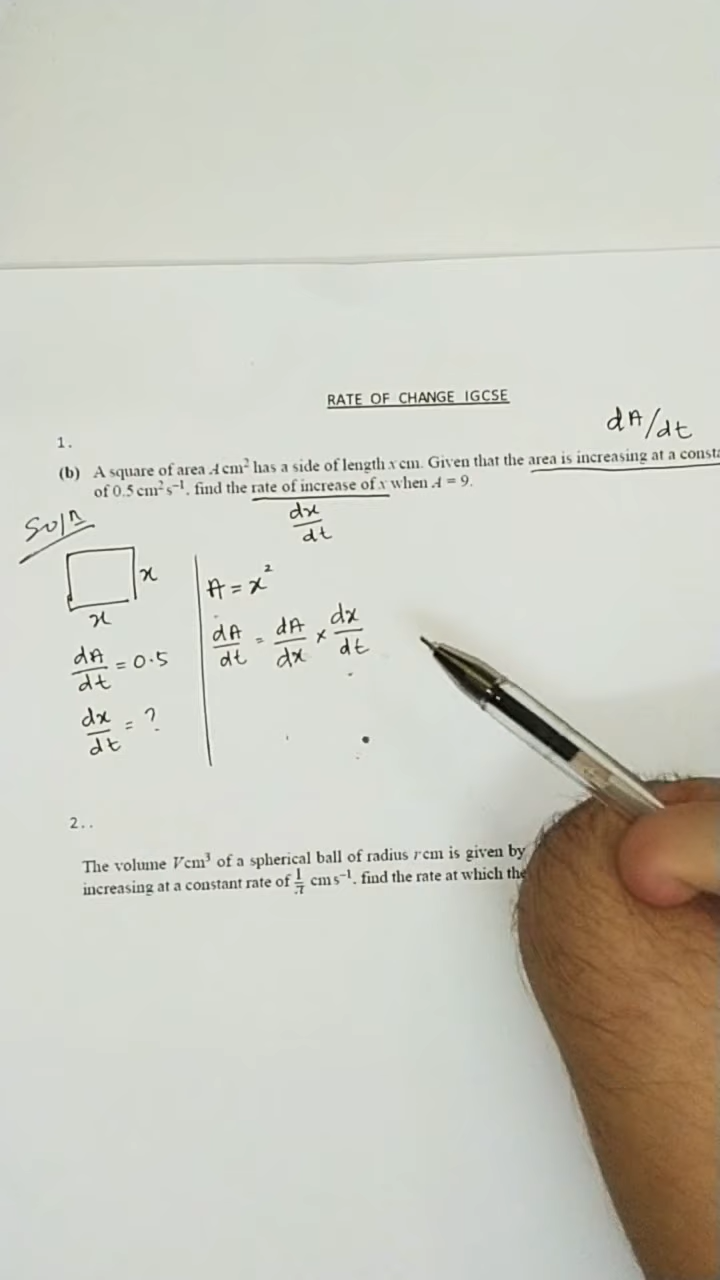 RATE OF CHANGE IGCSE
dA/dt
1.
(b) A square of area A cm² has a side of length x cm. Given that the area is increasing at a
of 0.5 cm² s⁻¹, find the rate of increase of x when A = 9.
dx/dt
Solⁿ
x
x
A = x²
dA/dt = dA/dx × dx/dt
dA/dt = 0.5
dx/dt = ?
2..
The volume V cm³ of a spherical ball of radius r cm is given by
increasing at a constant rate of 1/π cm s⁻¹, find the rate at which the